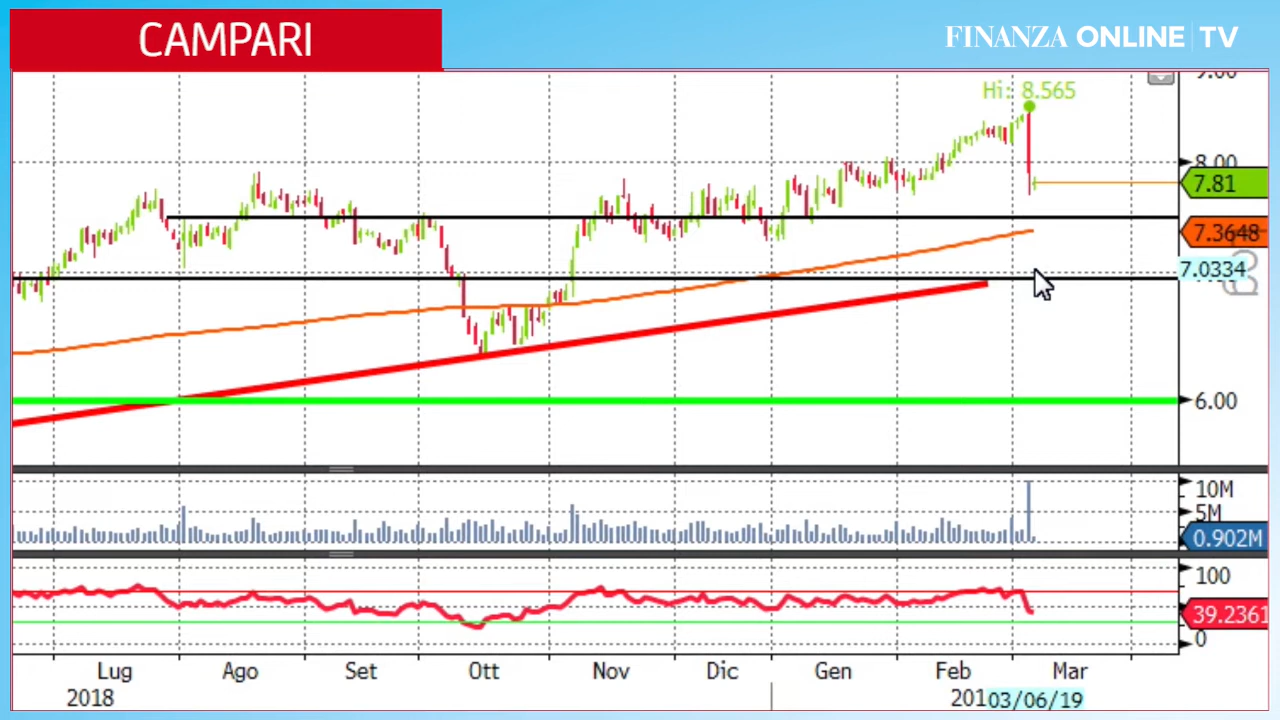 CAMPARI
FINANZA ONLINE TV
9.00
Hi: 8.565
8.00
7.81
7.3648
7.0334
6.00
10M
5M
0.902M
100
39.2361
0
Lug Ago Set Ott Nov Dic Gen Feb Mar
2018 201 03/06/19